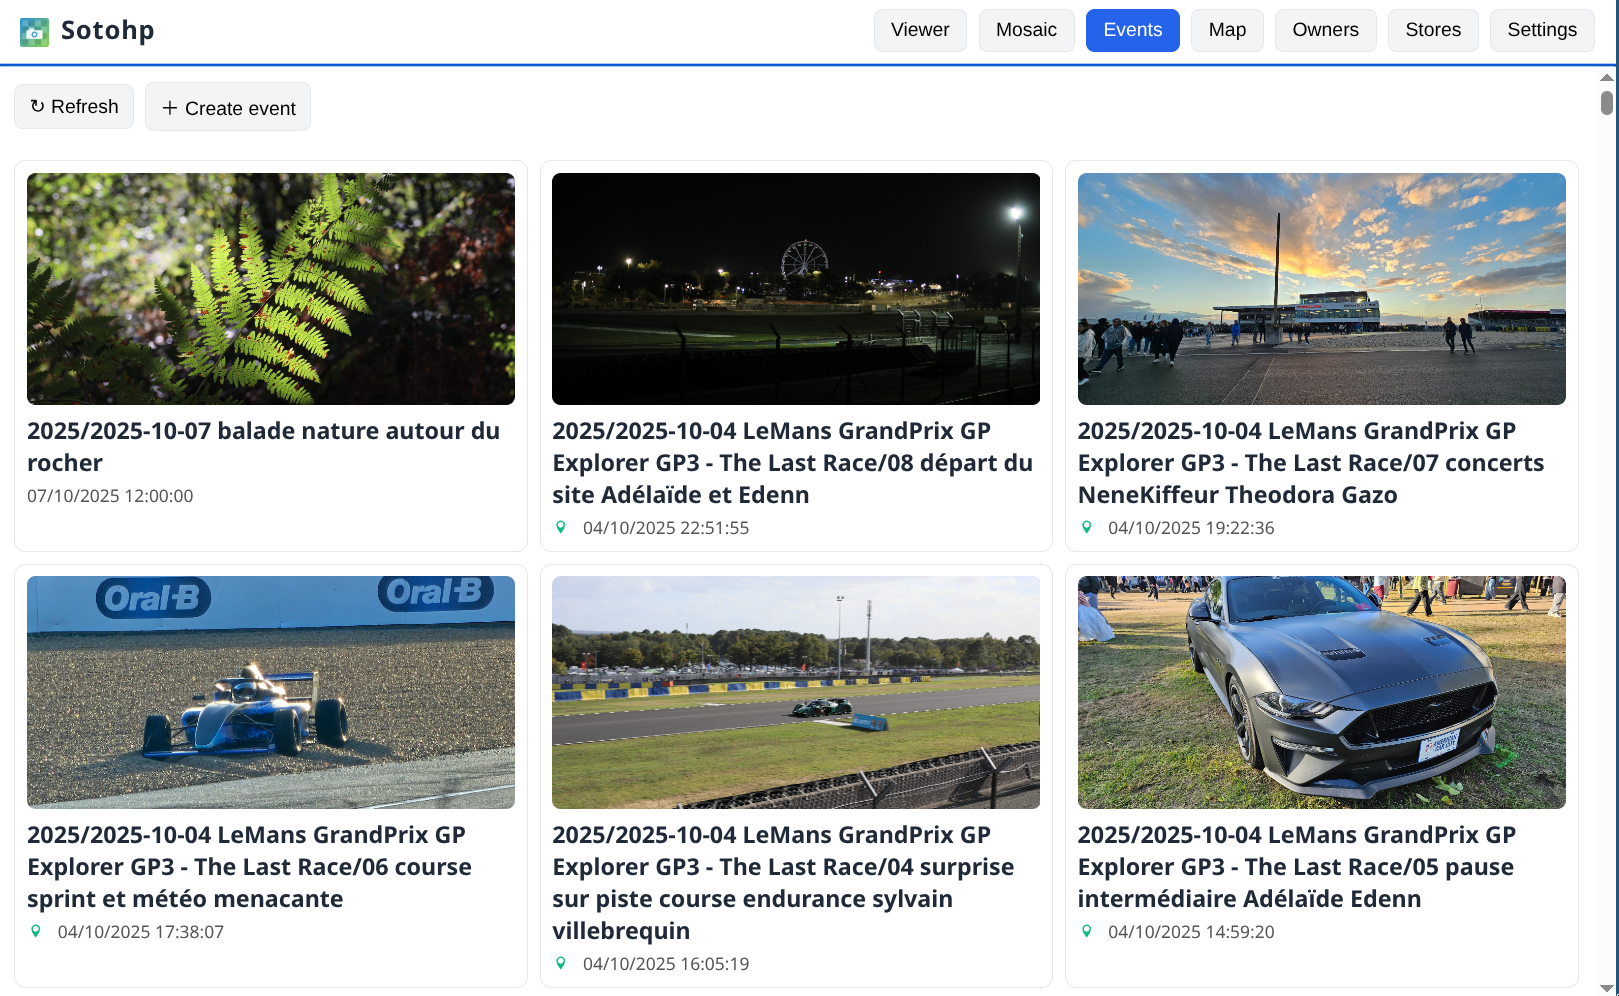 Sotohp
Viewer
Mosaic
Events
Map
Owners
Stores
Settings
↻ Refresh
+ Create event
2025/2025-10-07 balade nature autour du
rocher
07/10/2025 12:00:00
2025/2025-10-04 LeMans GrandPrix GP
Explorer GP3 - The Last Race/08 départ du
site Adélaïde et Edenn
04/10/2025 22:51:55
2025/2025-10-04 LeMans GrandPrix GP
Explorer GP3 - The Last Race/07 concerts
NeneKiffeur Theodora Gazo
04/10/2025 19:22:36
Oral-B
Oral-B
2025/2025-10-04 LeMans GrandPrix GP
Explorer GP3 - The Last Race/06 course
sprint et météo menacante
04/10/2025 17:38:07
2025/2025-10-04 LeMans GrandPrix GP
Explorer GP3 - The Last Race/04 surprise
sur piste course endurance sylvain
villebrequin
04/10/2025 16:05:19
AMERICAN
CAR CITY
2025/2025-10-04 LeMans GrandPrix GP
Explorer GP3 - The Last Race/05 pause
intermédiaire Adélaïde Edenn
04/10/2025 14:59:20